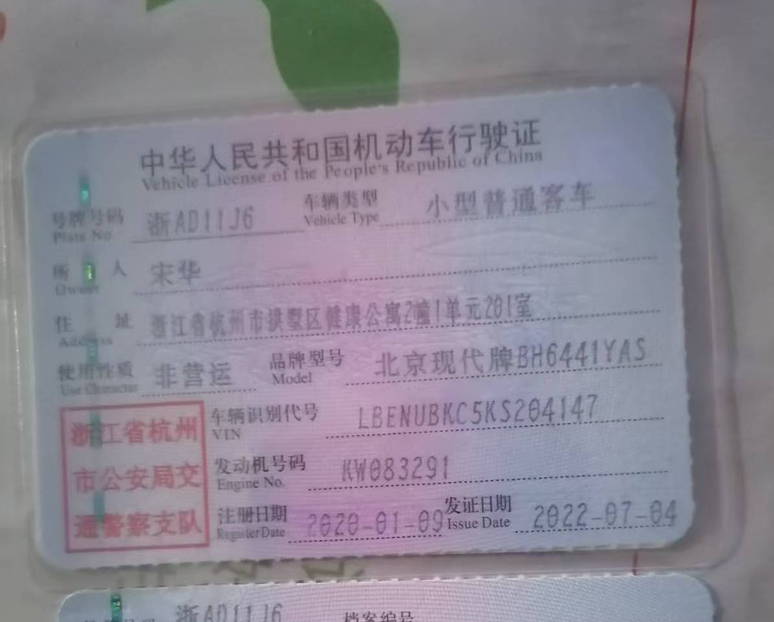 中华人民共和国机动车行驶证
Vehicle License of the People's Republic of China
号牌号码 Plate No. 浙AD11J6 车辆类型 Vehicle Type 小型普通客车
所有人 Owner 宋华
住址 Address 浙江省杭州市拱墅区健康公寓2幢1单元201室
使用性质 Use Character 非营运 品牌型号 Model 北京现代牌BH6441YAS
浙江省杭州
市公安局交
通警察支队
车辆识别代号 VIN LBENUBKC5KS204147
发动机号码 Engine No. KW083291
注册日期 Register Date 2020-01-09 发证日期 Issue Date 2022-07-04
号牌号码 浙AD11J6 档案编号